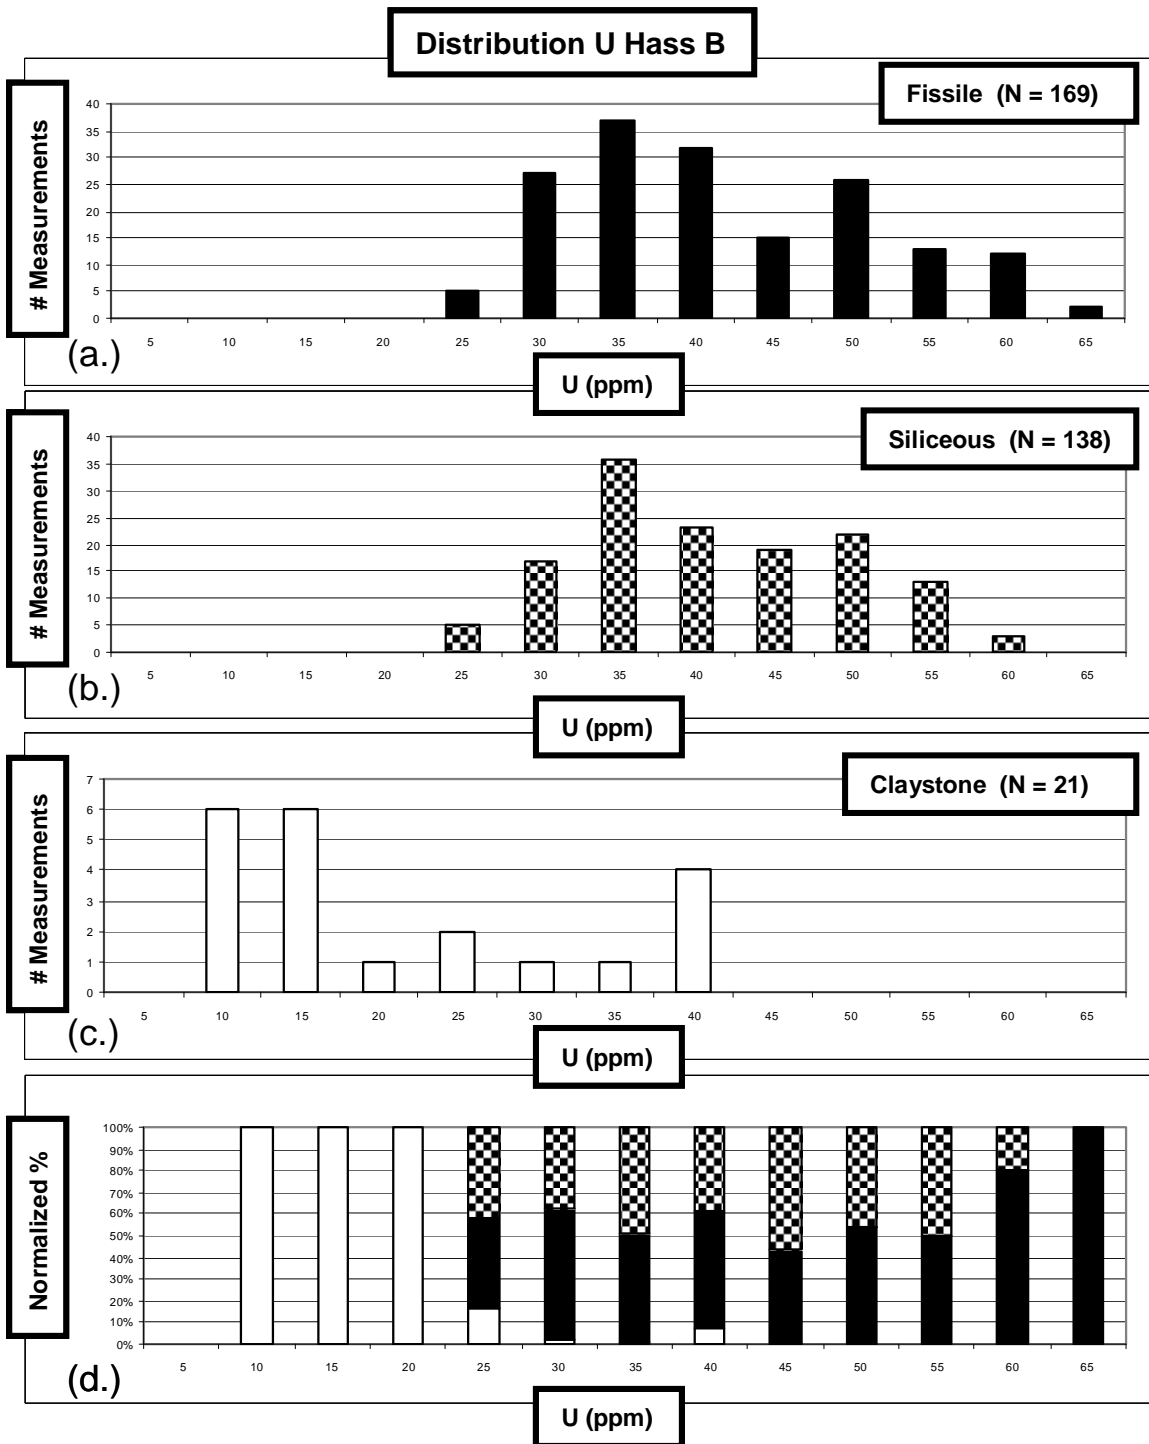 Distribution U Hass B
Fissile (N = 169)
# Measurements
40
35
30
25
20
15
10
5
0
5 10 15 20 25 30 35 40 45 50 55 60 65
(a.)
U (ppm)
Siliceous (N = 138)
# Measurements
40
35
30
25
20
15
10
5
0
5 10 15 20 25 30 35 40 45 50 55 60 65
(b.)
U (ppm)
Claystone (N = 21)
# Measurements
7
6
5
4
3
2
1
0
5 10 15 20 25 30 35 40 45 50 55 60 65
(c.)
U (ppm)
Normalized %
100%
90%
80%
70%
60%
50%
40%
30%
20%
10%
0%
5 10 15 20 25 30 35 40 45 50 55 60 65
(d.)
U (ppm)